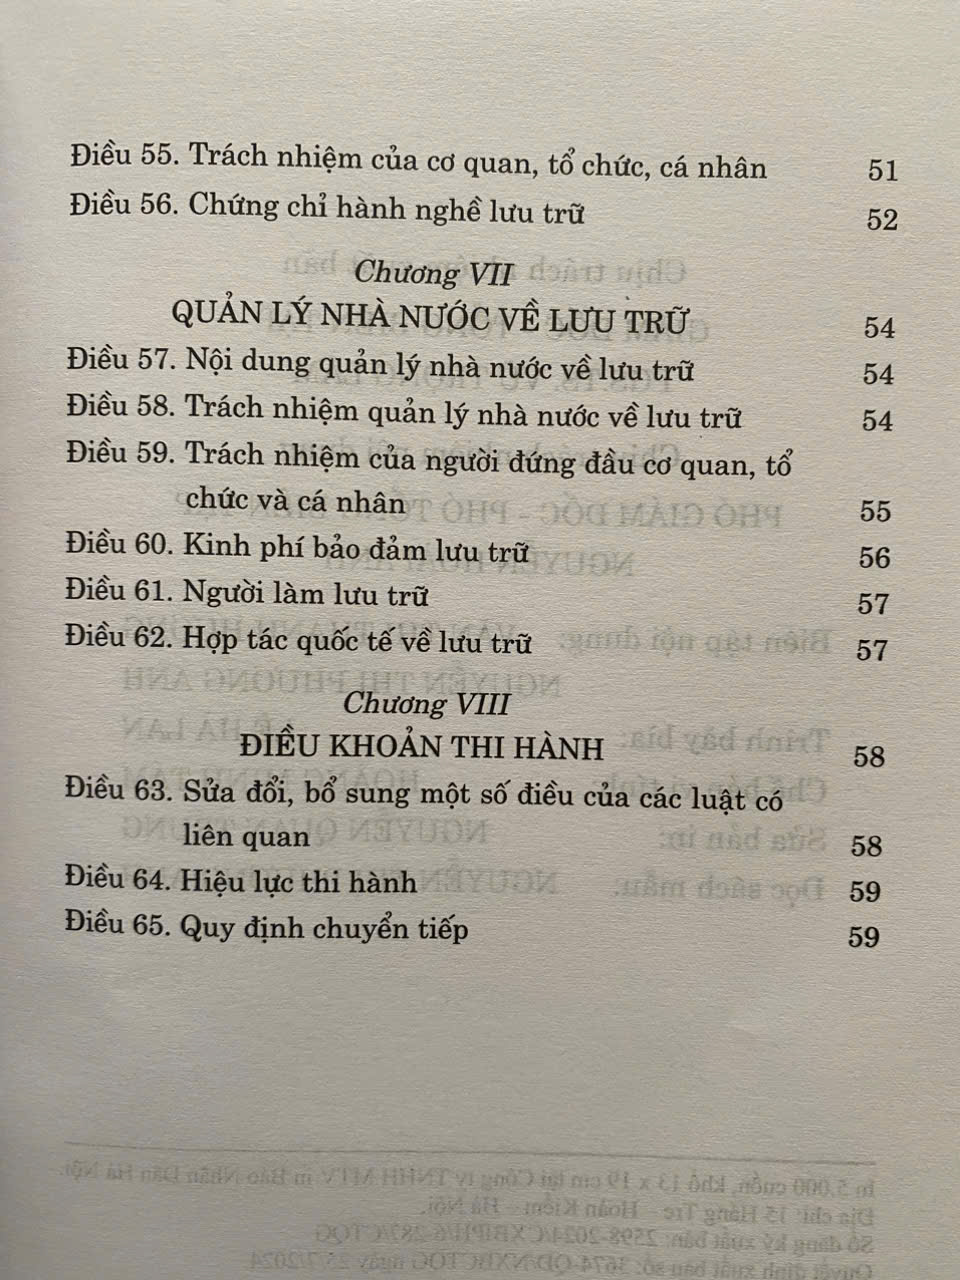 Điều 55. Trách nhiệm của cơ quan, tổ chức, cá nhân 51
Điều 56. Chứng chỉ hành nghề lưu trữ 52
Chương VII
QUẢN LÝ NHÀ NƯỚC VỀ LƯU TRỮ 54
Điều 57. Nội dung quản lý nhà nước về lưu trữ 54
Điều 58. Trách nhiệm quản lý nhà nước về lưu trữ 54
Điều 59. Trách nhiệm của người đứng đầu cơ quan, tổ
chức và cá nhân 55
Điều 60. Kinh phí bảo đảm lưu trữ 56
Điều 61. Người làm lưu trữ 57
Điều 62. Hợp tác quốc tế về lưu trữ 57
Chương VIII
ĐIỀU KHOẢN THI HÀNH 58
Điều 63. Sửa đổi, bổ sung một số điều của các luật có
liên quan 58
Điều 64. Hiệu lực thi hành 59
Điều 65. Quy định chuyển tiếp 59